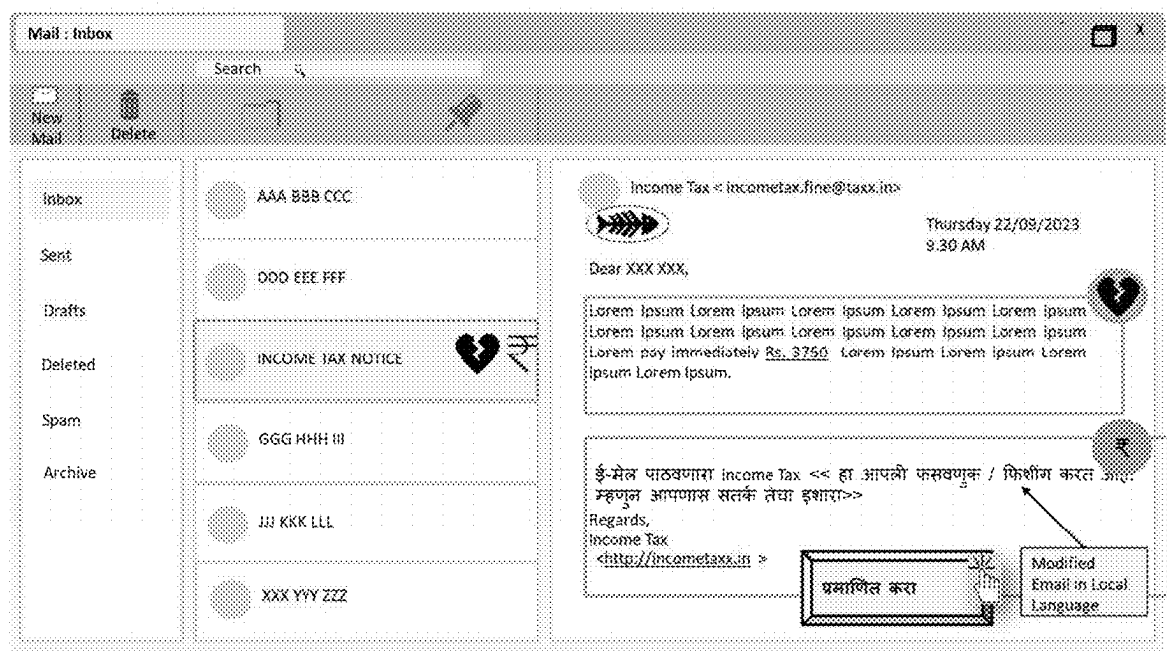 Mail : Inbox
X
Search
New
Mail
Delete
Inbox
Sent
Drafts
Deleted
Spam
Archive
AAA BBB CCC
DDD EEE FFF
INCOME TAX NOTICE
₹
GGG HHH III
JJJ KKK LLL
XXX YYY ZZZ
Income Tax < incometax.fine@taxx.in>
Thursday 22/09/2023
9.30 AM
Dear XXX XXX,
Lorem Ipsum Lorem Ipsum Lorem Ipsum Lorem Ipsum Lorem Ipsum
Lorem Ipsum Lorem Ipsum Lorem Ipsum Lorem Ipsum Lorem Ipsum
Lorem pay immediately Rs. 3750 Lorem Ipsum Lorem Ipsum Lorem
Ipsum Lorem Ipsum.
₹
ई-मेल पाठवणारा Income Tax << हा आपली फसवणुक / फिशींग करत
म्हणुन आपणास सतर्क तेचा इशारा>>
Regards,
Income Tax
<http://incometaxx.in >
प्रमाणित करा
Modified
Email in Local
Language